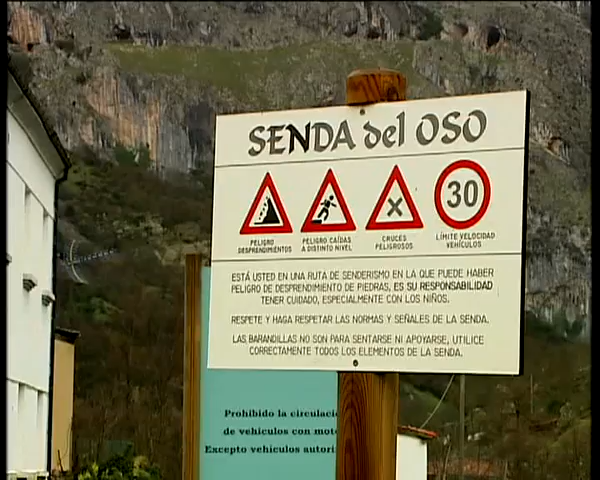 SENDA del OSO
30
PELIGRO DESPRENDIMIENTOS
PELIGRO CAÍDAS A DISTINTO NIVEL
CRUCES PELIGROSOS
LÍMITE VELOCIDAD VEHÍCULOS
ESTÁ USTED EN UNA RUTA DE SENDERISMO EN LA QUE PUEDE HABER
PELIGRO DE DESPRENDIMIENTO DE PIEDRAS, ES SU RESPONSABILIDAD
TENER CUIDADO, ESPECIALMENTE CON LOS NIÑOS.
RESPETE Y HAGA RESPETAR LAS NORMAS Y SEÑALES DE LA SENDA.
LAS BARANDILLAS NO SON PARA SENTARSE NI APOYARSE, UTILICE
CORRECTAMENTE TODOS LOS ELEMENTOS DE LA SENDA.
Prohibido la circulaci
de vehículos con mot
Excepto vehículos autori